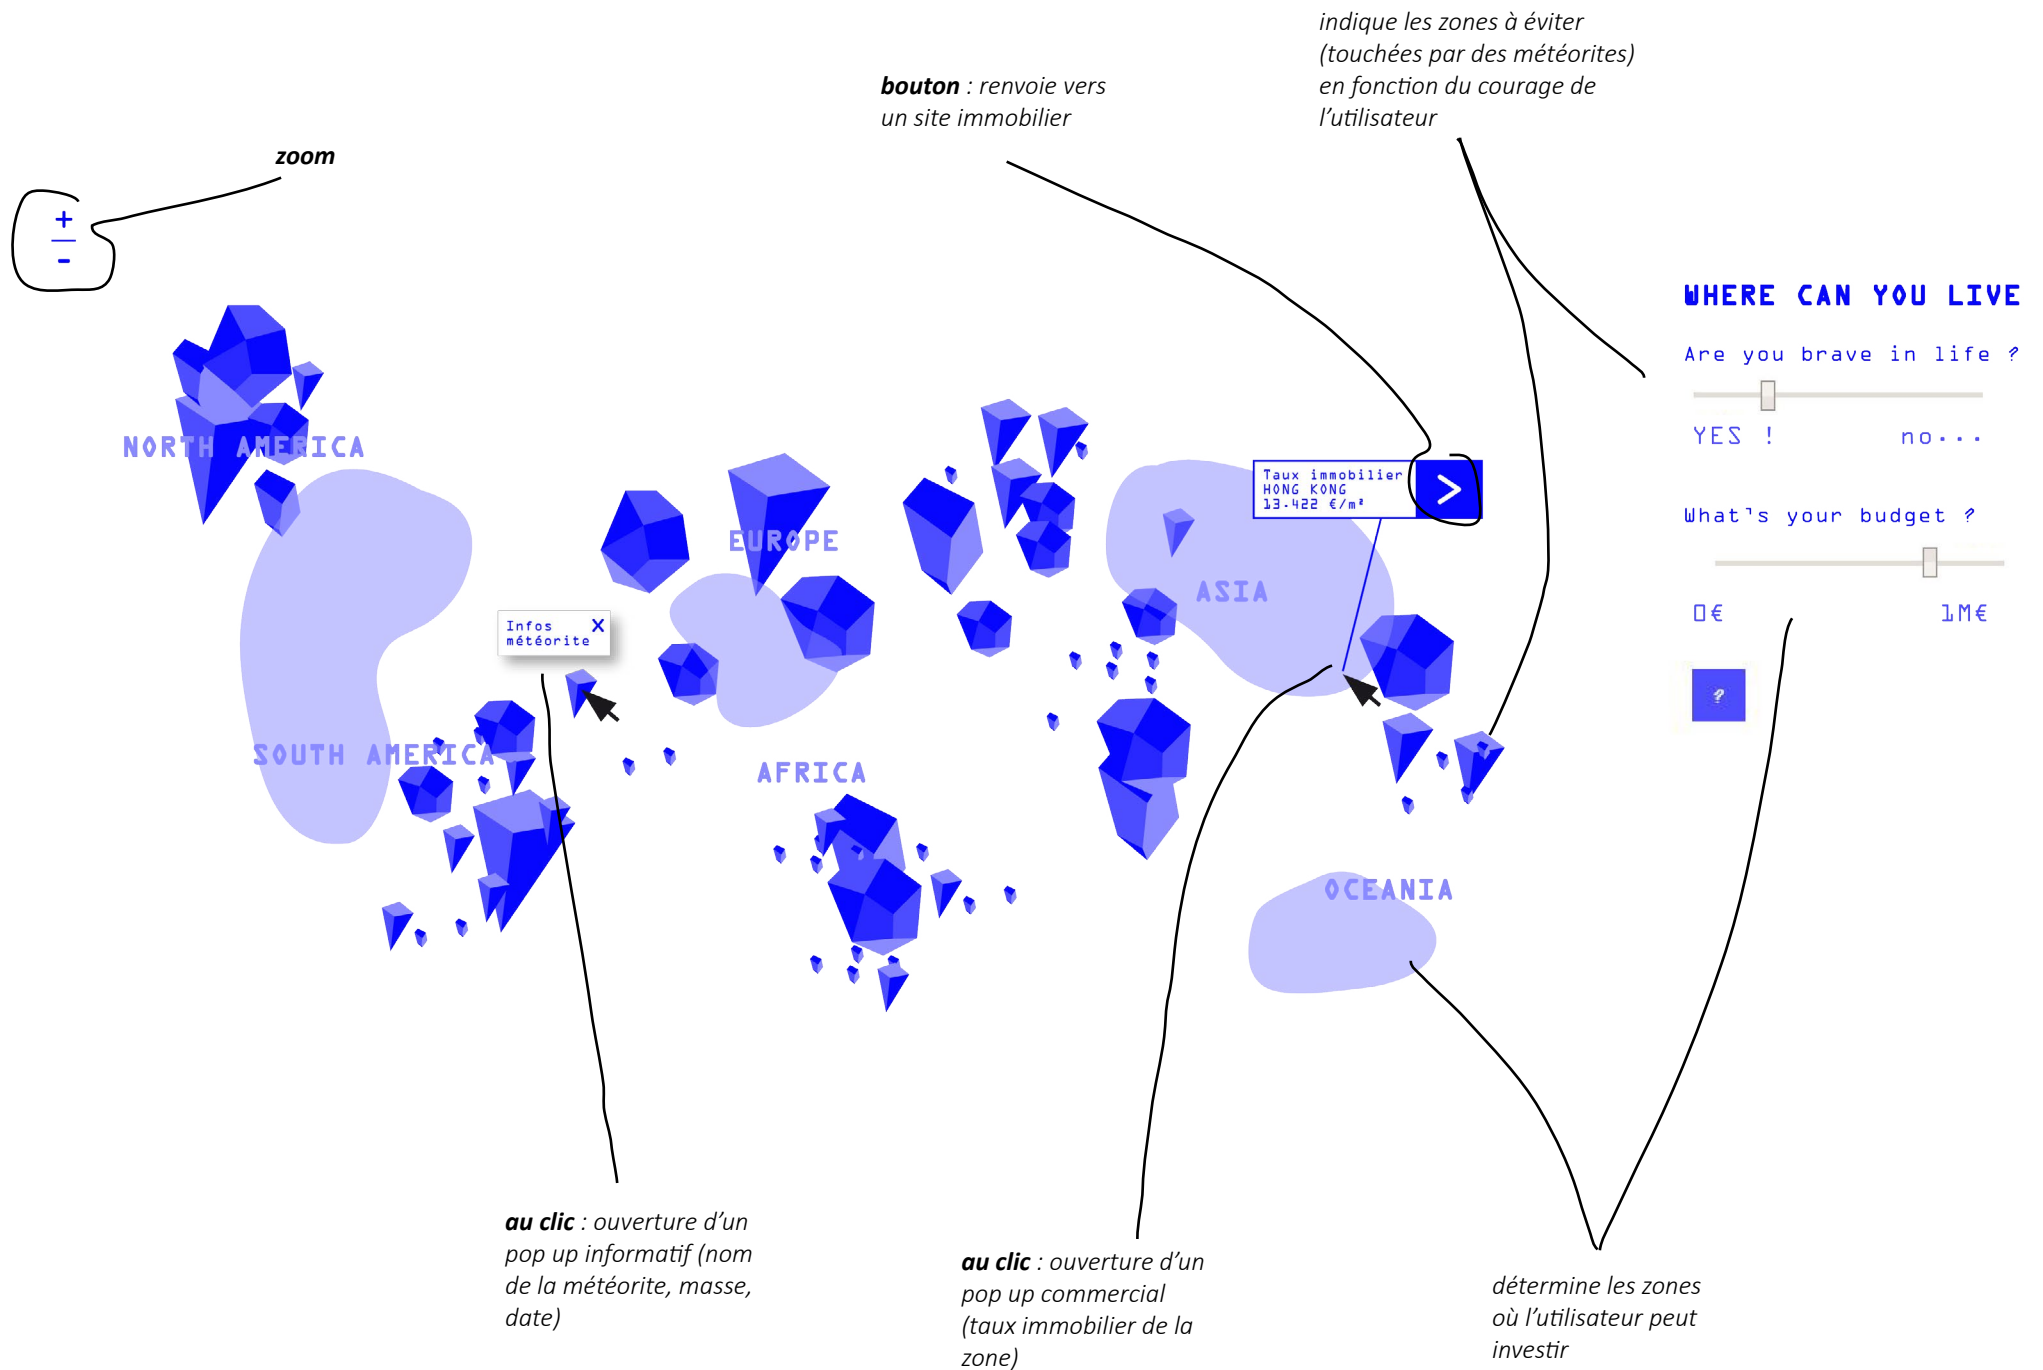 indique les zones à éviter
(touchées par des météorites)
en fonction du courage de
l’utilisateur
bouton : renvoie vers
un site immobilier
zoom
+
-
WHERE CAN YOU LIVE
Are you brave in life ?
YES !
no...
What's your budget ?
0€
1M€
?
NORTH AMERICA
Taux immobilier
HONG KONG
13.422 €/m²
>
EUROPE
ASIA
Infos
météorite
X
SOUTH AMERICA
AFRICA
OCEANIA
au clic : ouverture d’un
pop up informatif (nom
de la météorite, masse,
date)
au clic : ouverture d’un
pop up commercial
(taux immobilier de la
zone)
détermine les zones
où l’utilisateur peut
investir